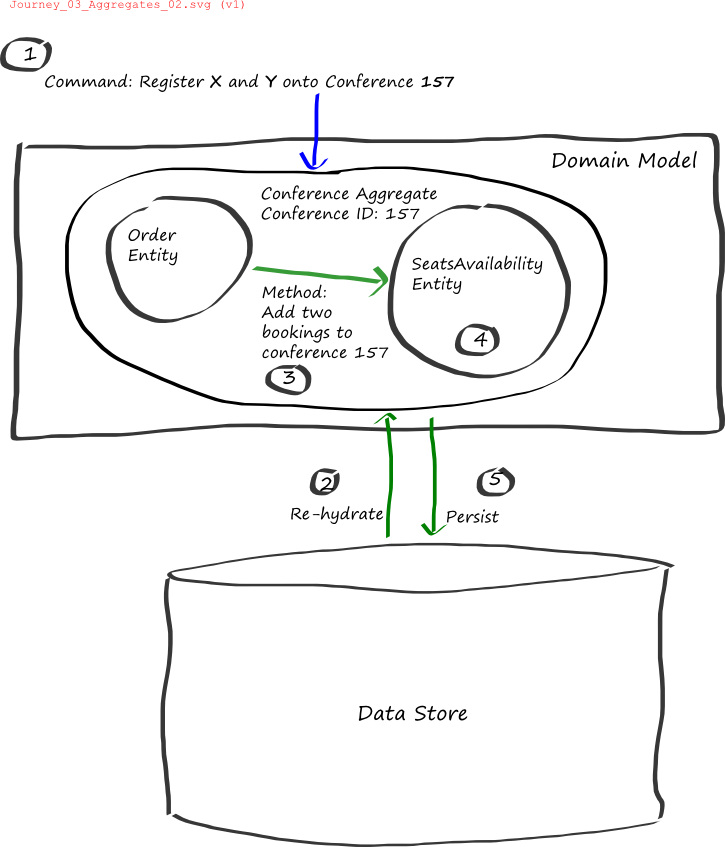 Journey_03_Aggregates_02.svg (v1)
1
Command: Register X and Y onto Conference 157
Domain Model
Conference Aggregate
Conference ID: 157
Order
Entity
SeatsAvailability
Entity
Method:
Add two
bookings to
conference 157
4
3
2
5
Re-hydrate
Persist
Data Store